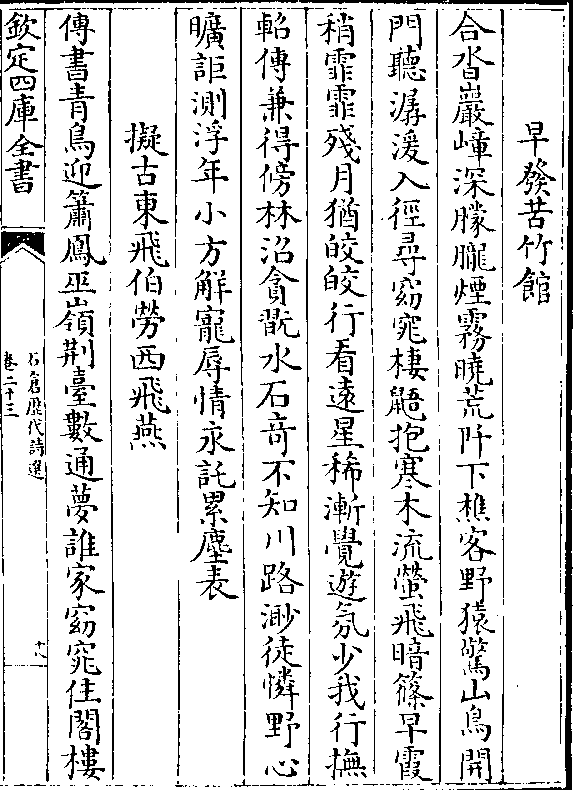 早發苦竹館
合沓巖嶂深朦朧煙霧曉荒阡下樵客野猿驚山鳥開
門聽潺湲入徑尋窈窕棲鼯抱寒木流螢飛暗篠早霞
稍霏霏殘月猶皎皎行看遠星稀漸覺遊氛少我行撫
軺傳兼得傍林沼貪翫水石竒不知川路渺徒憐野心
曠詎測浮年小方解寵辱情永託累塵表
擬古東飛伯勞西飛燕
傳書青鳥迎簫鳳巫嶺荆臺數通夢誰家窈窕住閣樓
欽定四庫全書
石倉歴代詩選
卷二十三